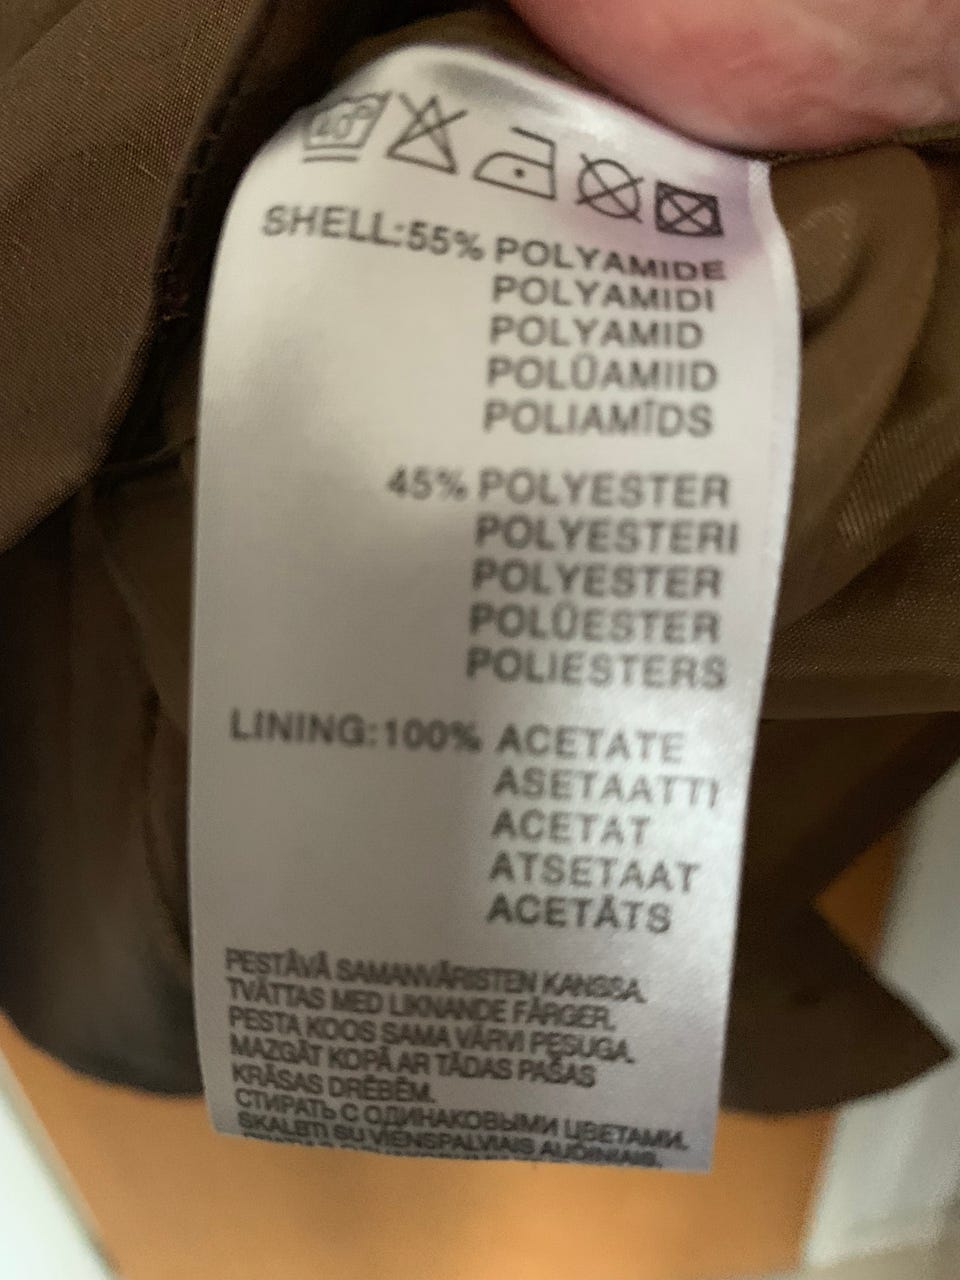 40°
SHELL:55% POLYAMIDE
POLYAMIDI
POLYAMID
POLÜAMIID
POLIAMĪDS
45% POLYESTER
POLYESTERI
POLYESTER
POLÜESTER
POLIESTERS
LINING:100% ACETATE
ASETAATTI
ACETAT
ATSETAAT
ACETĀTS
PESTÄVÄ SAMANVÄRISTEN KANSSA.
TVÄTTAS MED LIKNANDE FÄRGER.
PESTA KOOS SAMA VÄRVI PESUGA.
MAZGĀT KOPĀ AR TĀDAS PAŠAS
KRĀSAS DRĒBĒM.
СТИРАТЬ С ОДИНАКОВЫМИ ЦВЕТАМИ.
SKALBTI SU VIENSPALVIAIS AUDINIAIS.